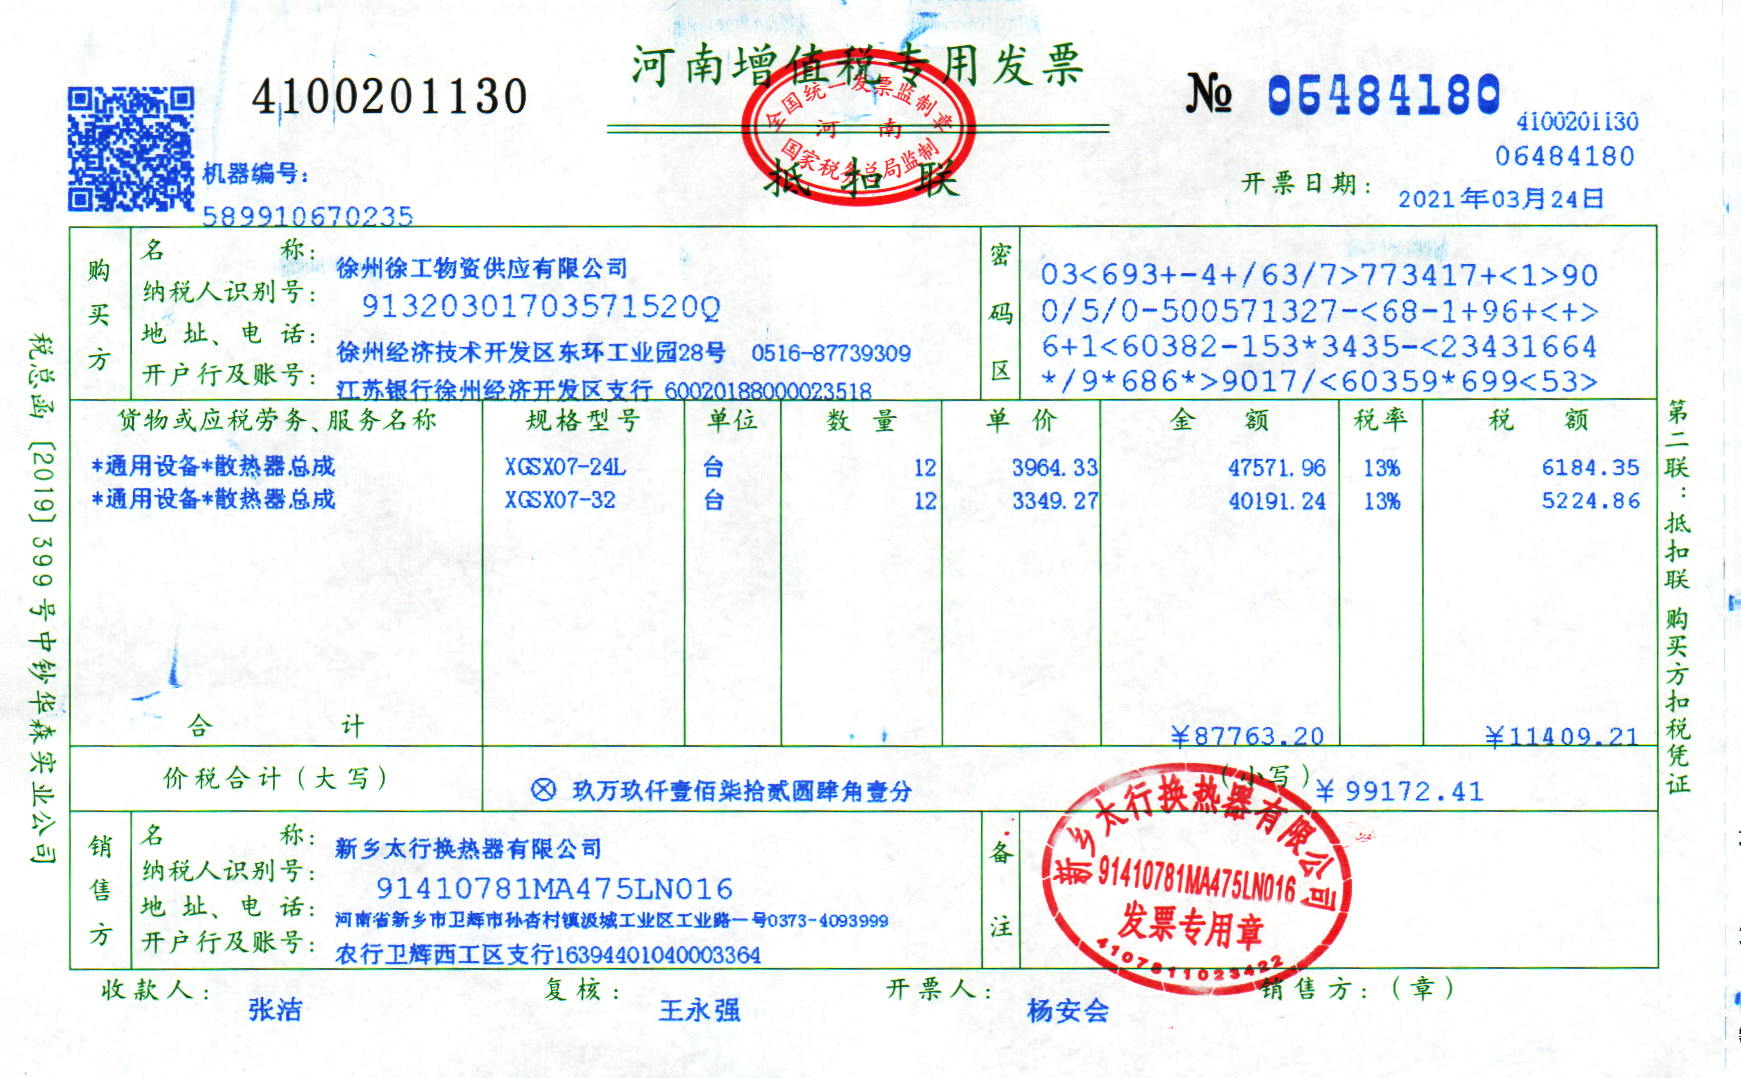 河南增值税专用发票
抵扣联
全国统一发票监制章
河南
国家税务总局监制
4100201130
№ 06484180
4100201130
06484180
机器编号:
589910670235
开票日期: 2021年03月24日
购买方
名称: 徐州徐工物资供应有限公司
纳税人识别号: 91320301703571520Q
地址、电话: 徐州经济技术开发区东环工业园28号 0516-87739309
开户行及账号: 江苏银行徐州经济开发区支行 60020188000023518
密码区
03<693+-4+/63/7>773417+<1>90
0/5/0-500571327-<68-1+96+<+>
6+1<60382-153*3435-<23431664
*/9*686*>9017/<60359*699<53>
货物或应税劳务、服务名称 规格型号 单位 数量 单价 金额 税率 税额
*通用设备*散热器总成 XGSX07-24L 台 12 3964.33 47571.96 13% 6184.35
*通用设备*散热器总成 XGSX07-32 台 12 3349.27 40191.24 13% 5224.86
合计 ¥87763.20 ¥11409.21
价税合计(大写) ⊗ 玖万玖仟壹佰柒拾贰圆肆角壹分 (小写) ¥99172.41
销售方
名称: 新乡太行换热器有限公司
纳税人识别号: 91410781MA475LN016
地址、电话: 河南省新乡市卫辉市孙杏村镇汲城工业区工业路一号0373-4093999
开户行及账号: 农行卫辉西工区支行16394401040003364
备注
新乡太行换热器有限公司
91410781MA475LN016
发票专用章
4107811023422
收款人: 张洁 复核: 王永强 开票人: 杨安会 销售方:(章)
税总函〔2019〕399号中钞华森实业公司
第二联:抵扣联 购买方扣税凭证